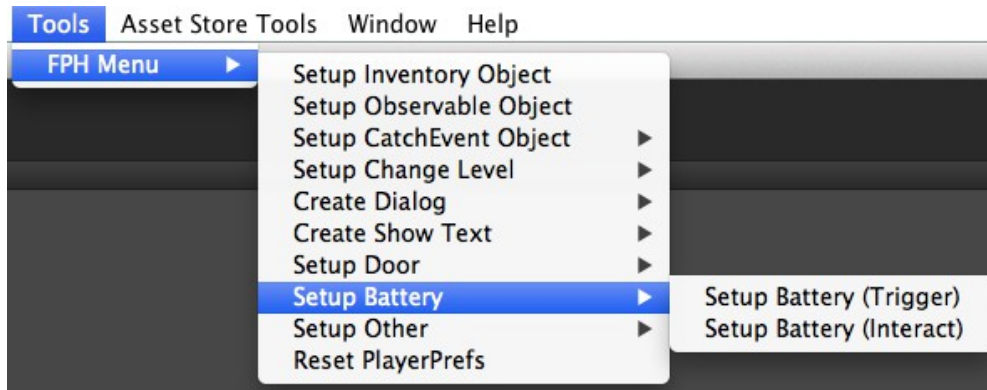 Tools Asset Store Tools Window Help
FPH Menu
Setup Inventory Object
Setup Observable Object
Setup CatchEvent Object
Setup Change Level
Create Dialog
Create Show Text
Setup Door
Setup Battery
Setup Battery (Trigger)
Setup Other
Setup Battery (Interact)
Reset PlayerPrefs